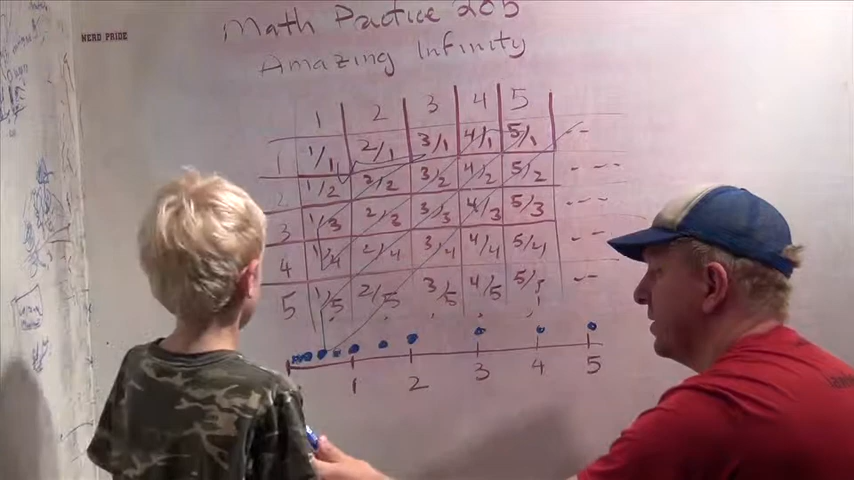 NERD PRIDE
Math Practice 205
Amazing Infinity
1 2 3 4 5
1 1/1 2/1 3/1 4/1 5/1 --
2 1/2 2/2 3/2 4/2 5/2 ---
3 1/3 2/3 3/3 4/3 5/3 ---
4 1/4 2/4 3/4 4/4 5/4 --
5 1/5 2/5 3/5 4/5 5/5 --
1 2 3 4 5